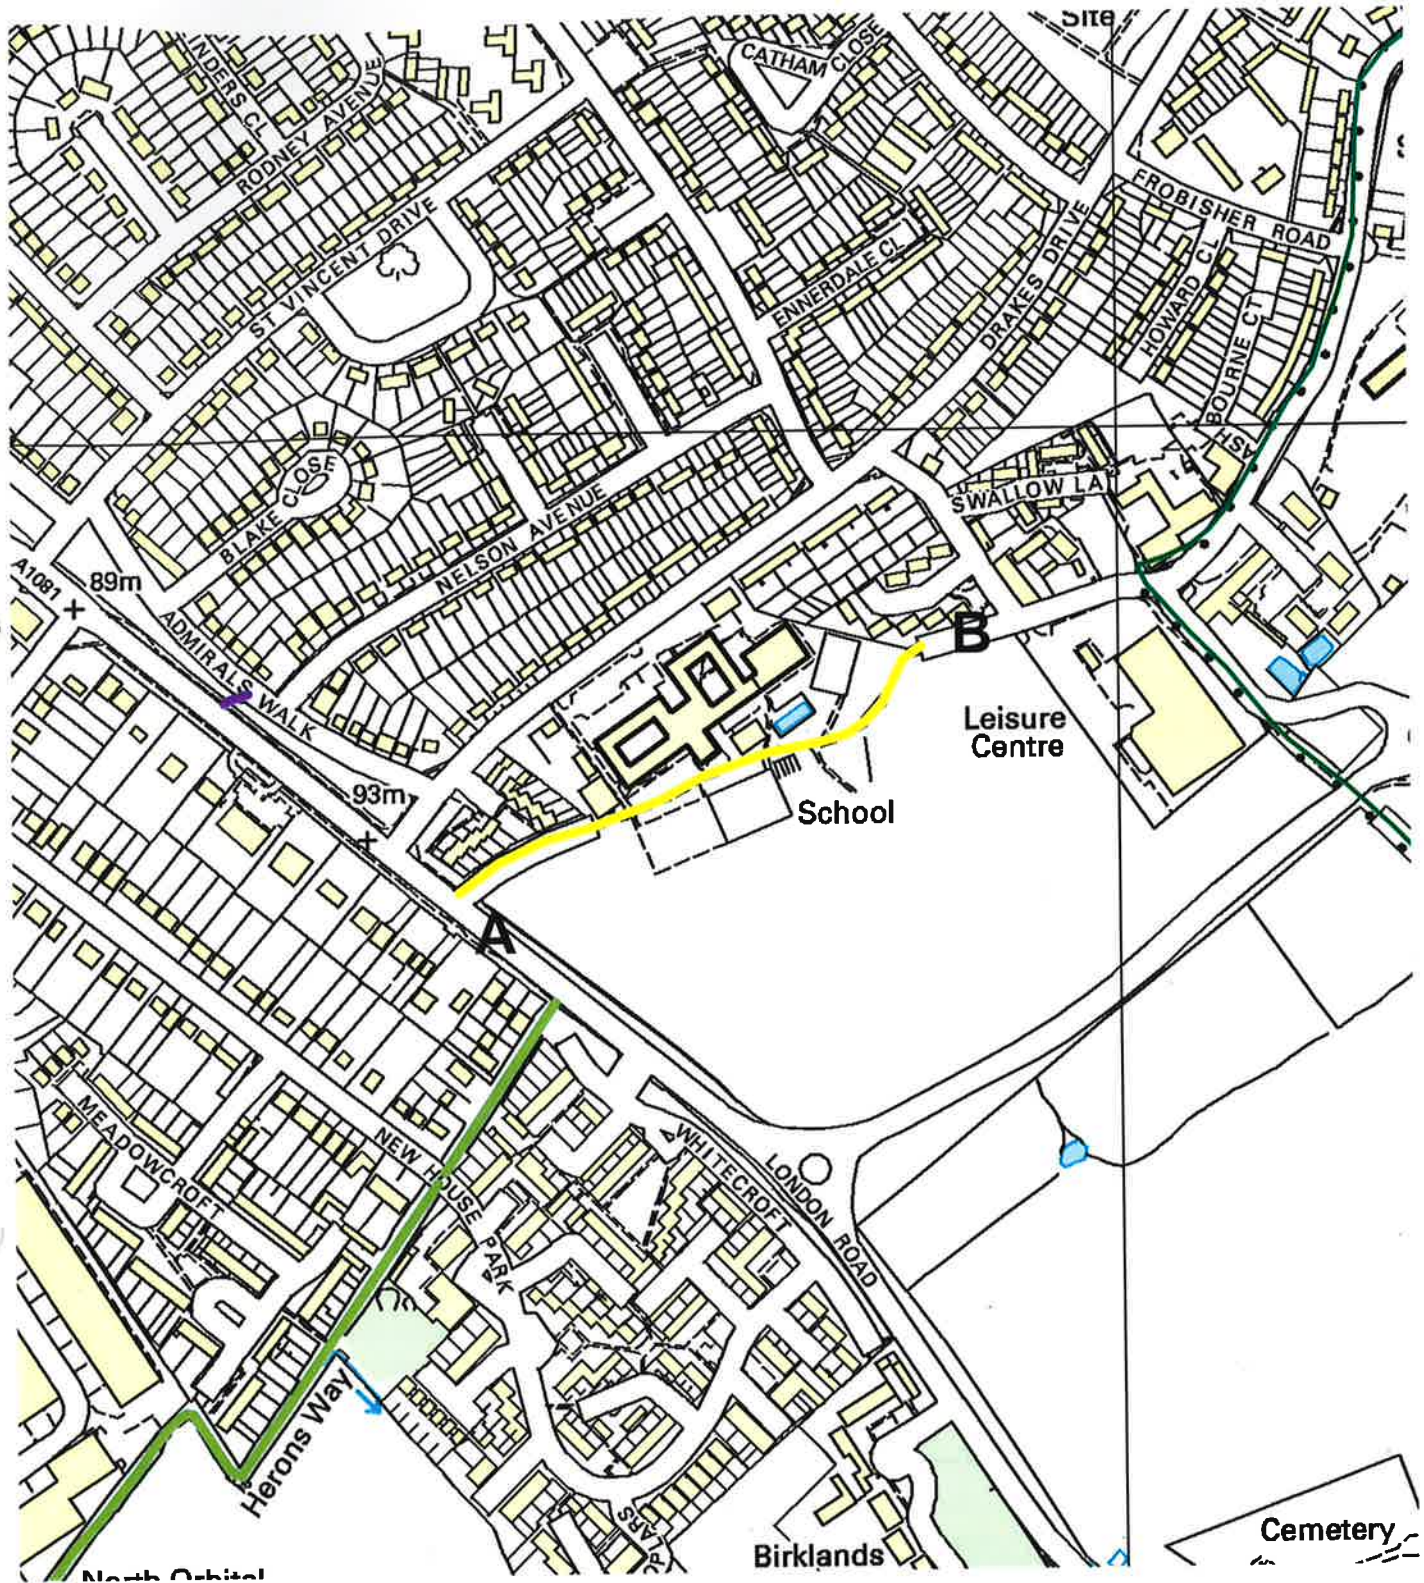 Site
CATHAM CLOSE
RODNEY AVENUE
FROBISHER ROAD
ST VINCENT DRIVE
ENNERDALE CL
DRAKES DRIVE
HOWARD CL
BOURNE CT
ASH
BLAKE CLOSE
SWALLOW LA
NELSON AVENUE
A1081
89m
ADMIRALS WALK
B
Leisure
Centre
93m
School
A
MEADOWCROFT
NEW HOUSE PARK
WHITECROFT
LONDON ROAD
Herons Way
Cemetery
Birklands
North Orbital